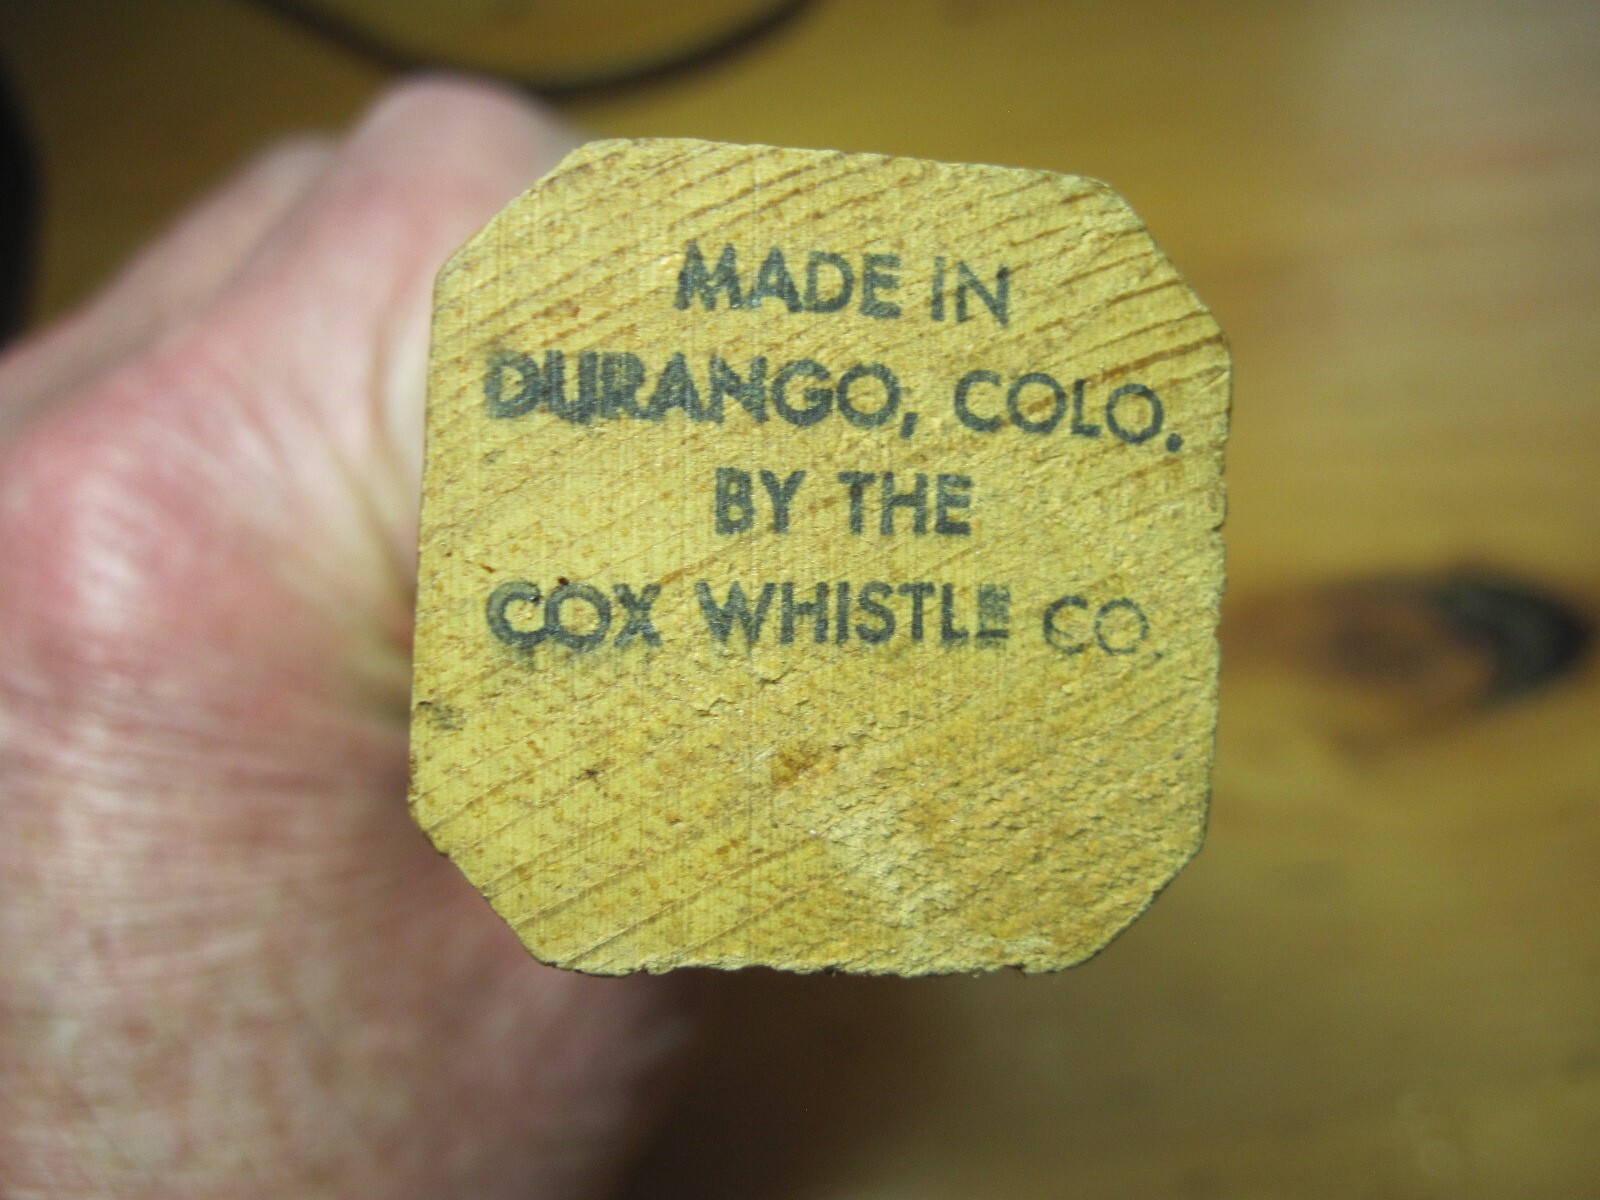 MADE IN
DURANGO, COLO.
BY THE
COX WHISTLE CO.